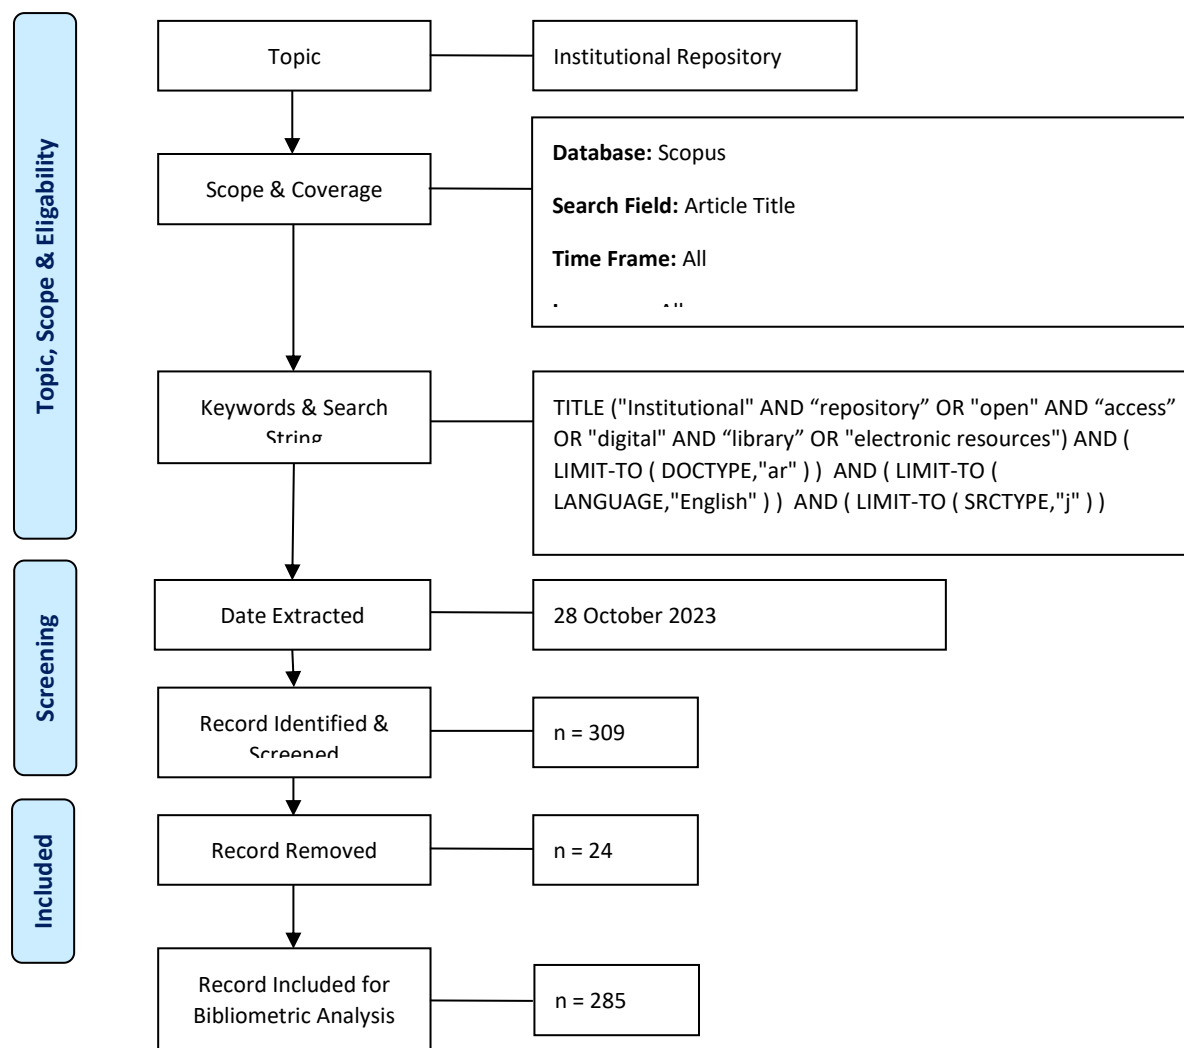 Topic, Scope & Eligability
Topic
Institutional Repository
Scope & Coverage
Database: Scopus
Search Field: Article Title
Time Frame: All
Keywords & Search
String
TITLE ("Institutional" AND “repository” OR "open" AND “access”
OR "digital" AND “library” OR "electronic resources") AND (
LIMIT-TO ( DOCTYPE,"ar" ) )  AND ( LIMIT-TO (
LANGUAGE,"English" ) )  AND ( LIMIT-TO ( SRCTYPE,"j" ) )
Screening
Date Extracted
28 October 2023
Record Identified &
Screened
n = 309
Included
Record Removed
n = 24
Record Included for
Bibliometric Analysis
n = 285